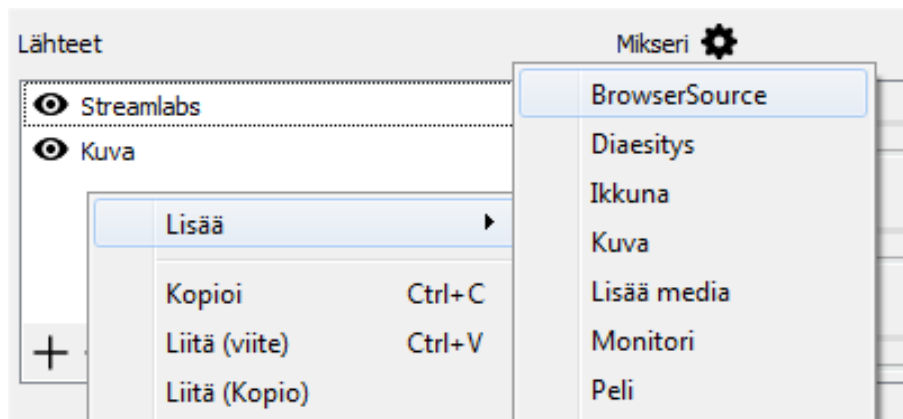 Lähteet
Mikseri
Streamlabs
Kuva
Lisää
Kopioi Ctrl+C
Liitä (viite) Ctrl+V
Liitä (Kopio)
BrowserSource
Diaesitys
Ikkuna
Kuva
Lisää media
Monitori
Peli